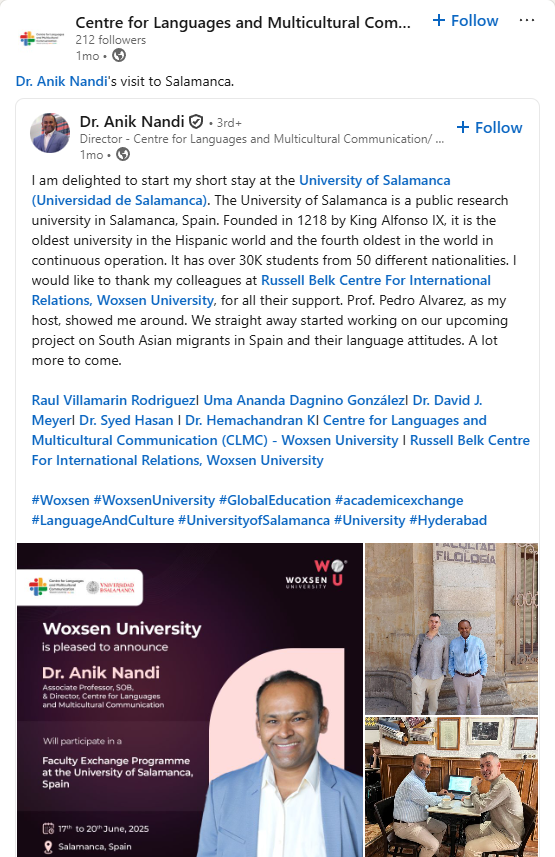 Centre for Languages and Multicultural Com...
+ Follow
212 followers
1mo •
Dr. Anik Nandi's visit to Salamanca.
Dr. Anik Nandi • 3rd+
+ Follow
Director - Centre for Languages and Multicultural Communication/ ...
1mo •
I am delighted to start my short stay at the University of Salamanca
(Universidad de Salamanca). The University of Salamanca is a public research
university in Salamanca, Spain. Founded in 1218 by King Alfonso IX, it is the
oldest university in the Hispanic world and the fourth oldest in the world in
continuous operation. It has over 30K students from 50 different nationalities. I
would like to thank my colleagues at Russell Belk Centre For International
Relations, Woxsen University, for all their support. Prof. Pedro Alvarez, as my
host, showed me around. We straight away started working on our upcoming
project on South Asian migrants in Spain and their language attitudes. A lot
more to come.
Raul Villamarin Rodriguezl Uma Ananda Dagnino Gonzálezl Dr. David J.
Meyerl Dr. Syed Hasan l Dr. Hemachandran Kl Centre for Languages and
Multicultural Communication (CLMC) - Woxsen University l Russell Belk Centre
For International Relations, Woxsen University
#Woxsen #WoxsenUniversity #GlobalEducation #academicexchange
#LanguageAndCulture #UniversityofSalamanca #University #Hyderabad
Centre for Languages
and Multicultural
Communication
VNIVERSIDAD
D SALAMANCA
WOXSEN
UNIVERSITY
Woxsen University
is pleased to announce
Dr. Anik Nandi
Associate Professor, SOB,
& Director, Centre for Languages
and Multicultural Communication
Will participate in a
Faculty Exchange Programme
at the University of Salamanca,
Spain
17th to 20th June, 2025
Salamanca, Spain
FACULTAD
FILOLOGÍA